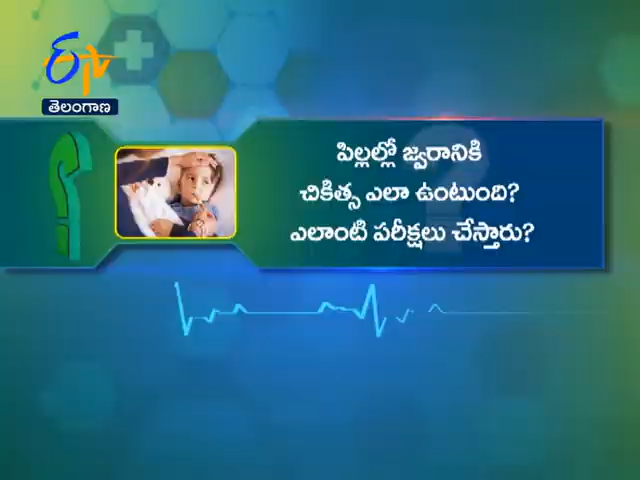 ETV
తెలంగాణ
పిల్లల్లో జ్వరానికి
చికిత్స ఎలా ఉంటుంది?
ఎలాంటి పరీక్షలు చేస్తారు?